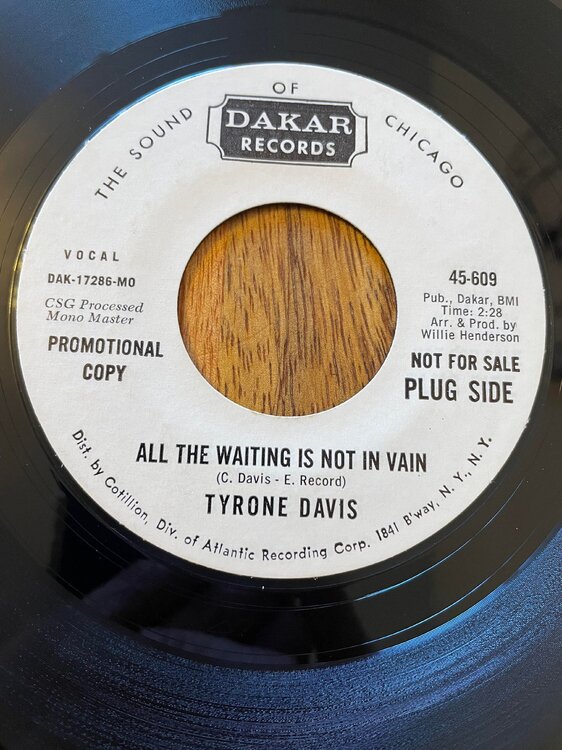 THE SOUND OF CHICAGO
DAKAR
RECORDS
VOCAL
DAK-17286-MO
CSG Processed
Mono Master
PROMOTIONAL
COPY
45-609
Pub., Dakar, BMI
Time: 2:28
Arr. & Prod. by
Willie Henderson
NOT FOR SALE
PLUG SIDE
ALL THE WAITING IS NOT IN VAIN
(C. Davis - E. Record)
TYRONE DAVIS
Dist. by Cotillion, Div. of Atlantic Recording Corp. 1841 B'way, N. Y., N. Y.